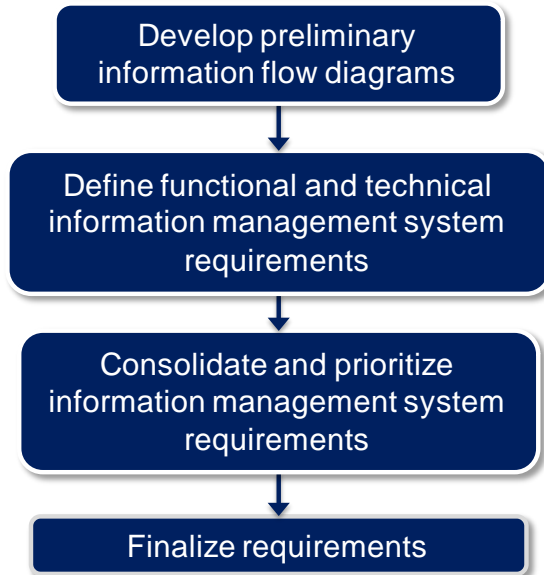 Develop preliminary
information flow diagrams
Define functional and technical
information management system
requirements
Consolidate and prioritize
information management system
requirements
Finalize requirements